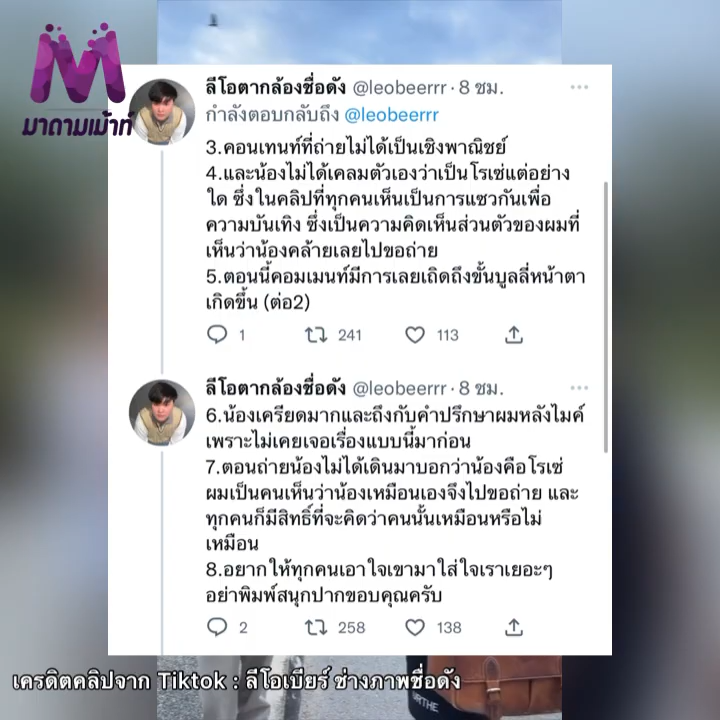 M
มาดามเม้าท์
ลีโอตากล้องชื่อดัง @leobeerrr · 8 ชม.
กำลังตอบกลับถึง @leobeerrr
3.คอนเทนท์ที่ถ่ายไม่ได้เป็นเชิงพาณิชย์
4.และน้องไม่ได้เคลมตัวเองว่าเป็นโรเซ่แต่อย่าง
ใด ซึ่งในคลิปที่ทุกคนเห็นเป็นการแซวกันเพื่อ
ความบันเทิง ซึ่งเป็นความคิดเห็นส่วนตัวของผมที่
เห็นว่าน้องคล้ายเลยไปขอถ่าย
5.ตอนนี้คอมเมนท์มีการเลยเถิดถึงขั้นบูลลี่หน้าตา
เกิดขึ้น (ต่อ2)
1 241 113
ลีโอตากล้องชื่อดัง @leobeerrr · 8 ชม.
6.น้องเครียดมากและถึงกับคำปรึกษาผมหลังไมค์
เพราะไม่เคยเจอเรื่องแบบนี้มาก่อน
7.ตอนถ่ายน้องไม่ได้เดินมาบอกว่าน้องคือโรเซ่
ผมเป็นคนเห็นว่าน้องเหมือนเองจึงไปขอถ่าย และ
ทุกคนก็มีสิทธิ์ที่จะคิดว่าคนนั้นเหมือนหรือไม่
เหมือน
8.อยากให้ทุกคนเอาใจเขามาใส่ใจเราเยอะๆ
อย่าพิมพ์สนุกปากขอบคุณครับ
2 258 138
เครดิตคลิปจาก Tiktok : ลีโอเบียร์ ช่างภาพชื่อดัง